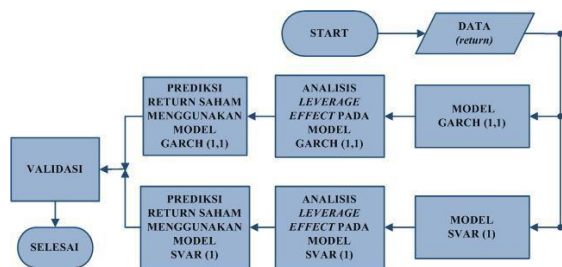 START
DATA
(return)
PREDIKSI
RETURN SAHAM
MENGGUNAKAN
MODEL
GARCH (1,1)
ANALISIS
LEVERAGE
EFFECT PADA
MODEL
GARCH (1,1)
MODEL
GARCH (1,1)
VALIDASI
PREDIKSI
RETURN SAHAM
MENGGUNAKAN
MODEL
SVAR (1)
ANALISIS
LEVERAGE
EFFECT PADA
MODEL
SVAR (1)
MODEL
SVAR (1)
SELESAI